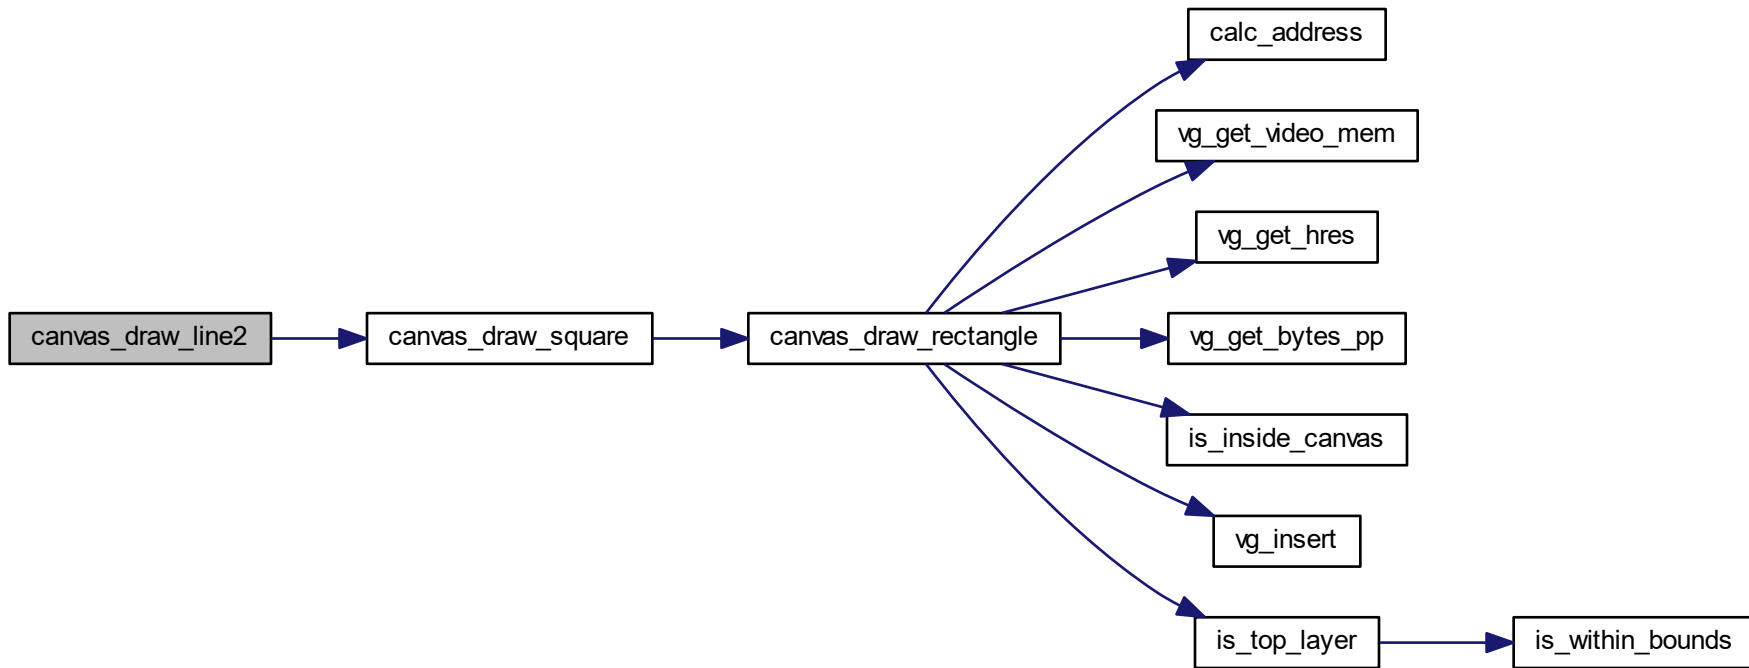 calc_address
vg_get_video_mem
vg_get_hres
canvas_draw_line2
canvas_draw_square
canvas_draw_rectangle
vg_get_bytes_pp
is_inside_canvas
vg_insert
is_top_layer
is_within_bounds